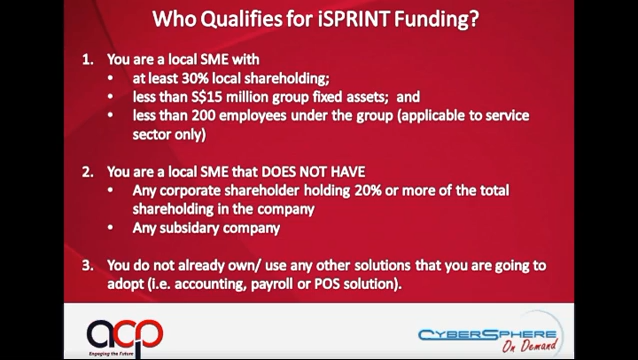 Who Qualifies for iSPRINT Funding?
1. You are a local SME with
• at least 30% local shareholding;
• less than S$15 million group fixed assets; and
• less than 200 employees under the group (applicable to service
sector only)
2. You are a local SME that DOES NOT HAVE
• Any corporate shareholder holding 20% or more of the total
shareholding in the company
• Any subsidary company
3. You do not already own/ use any other solutions that you are going to
adopt (i.e. accounting, payroll or POS solution).
acp
Engaging the Future
CYBERSPHERE
On Demand